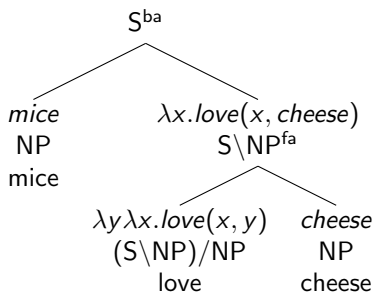 S^ba
mice λx.love(x, cheese)
NP S\NP^fa
mice
λyλx.love(x, y) cheese
(S\NP)/NP NP
love cheese